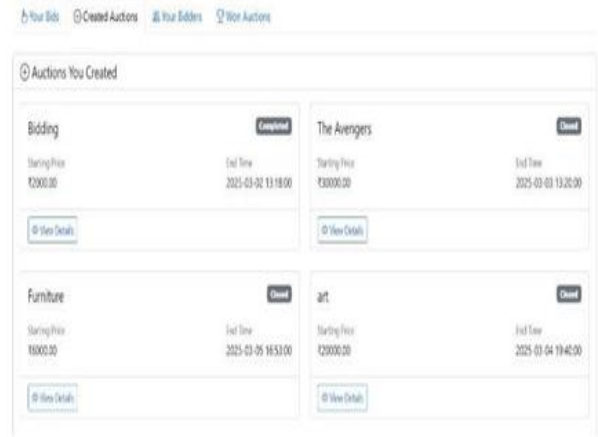 Your Bids Created Auctions Your Bidders Won Auctions
Auctions You Created
Bidding Completed
Starting Price End Time
₹2000.00 2025-03-02 13:18:00
View Details
The Avengers Closed
Starting Price End Time
₹30000.00 2025-03-03 13:20:00
View Details
Furniture Closed
Starting Price End Time
₹6000.00 2025-03-05 16:53:00
View Details
art Closed
Starting Price End Time
₹20000.00 2025-03-04 19:40:00
View Details